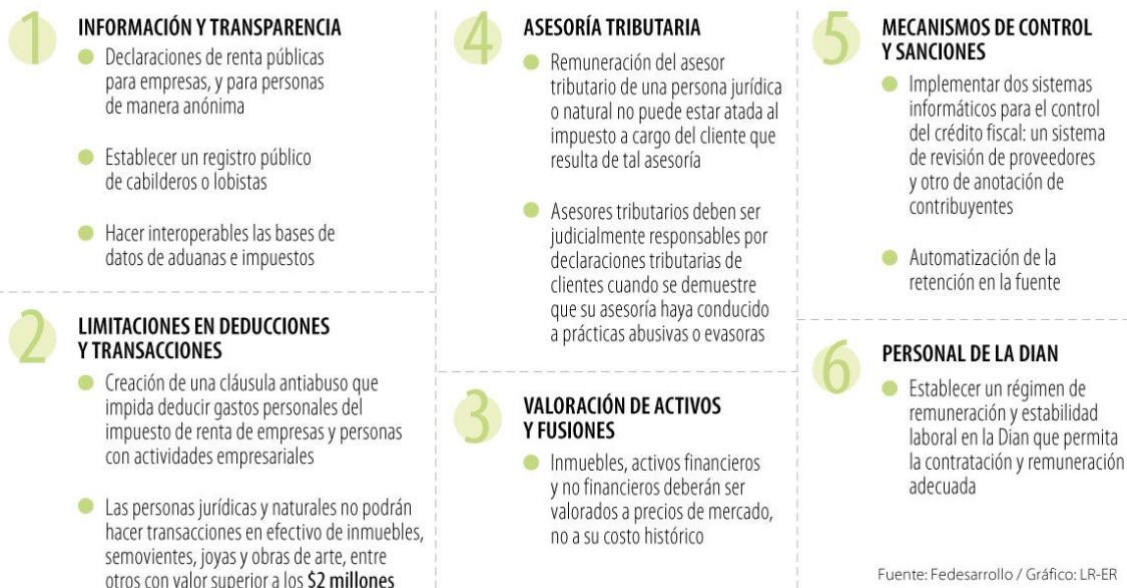 1
INFORMACIÓN Y TRANSPARENCIA
Declaraciones de renta públicas
para empresas, y para personas
de manera anónima
Establecer un registro público
de cabilderos o lobistas
Hacer interoperables las bases de
datos de aduanas e impuestos
2
LIMITACIONES EN DEDUCCIONES
Y TRANSACCIONES
Creación de una cláusula antiabuso que
impida deducir gastos personales del
impuesto de renta de empresas y personas
con actividades empresariales
Las personas jurídicas y naturales no podrán
hacer transacciones en efectivo de inmuebles,
semovientes, joyas y obras de arte, entre
otros con valor superior a los $2 millones
4
ASESORÍA TRIBUTARIA
Remuneración del asesor
tributario de una persona jurídica
o natural no puede estar atada al
impuesto a cargo del cliente que
resulta de tal asesoría
Asesores tributarios deben ser
judicialmente responsables por
declaraciones tributarias de
clientes cuando se demuestre
que su asesoría haya conducido
a prácticas abusivas o evasoras
3
VALORACIÓN DE ACTIVOS
Y FUSIONES
Inmuebles, activos financieros
y no financieros deberán ser
valorados a precios de mercado,
no a su costo histórico
5
MECANISMOS DE CONTROL
Y SANCIONES
Implementar dos sistemas
informáticos para el control
del crédito fiscal: un sistema
de revisión de proveedores
y otro de anotación de
contribuyentes
Automatización de la
retención en la fuente
6
PERSONAL DE LA DIAN
Establecer un régimen de
remuneración y estabilidad
laboral en la Dian que permita
la contratación y remuneración
adecuada
Fuente: Fedesarrollo / Gráfico: LR-ER